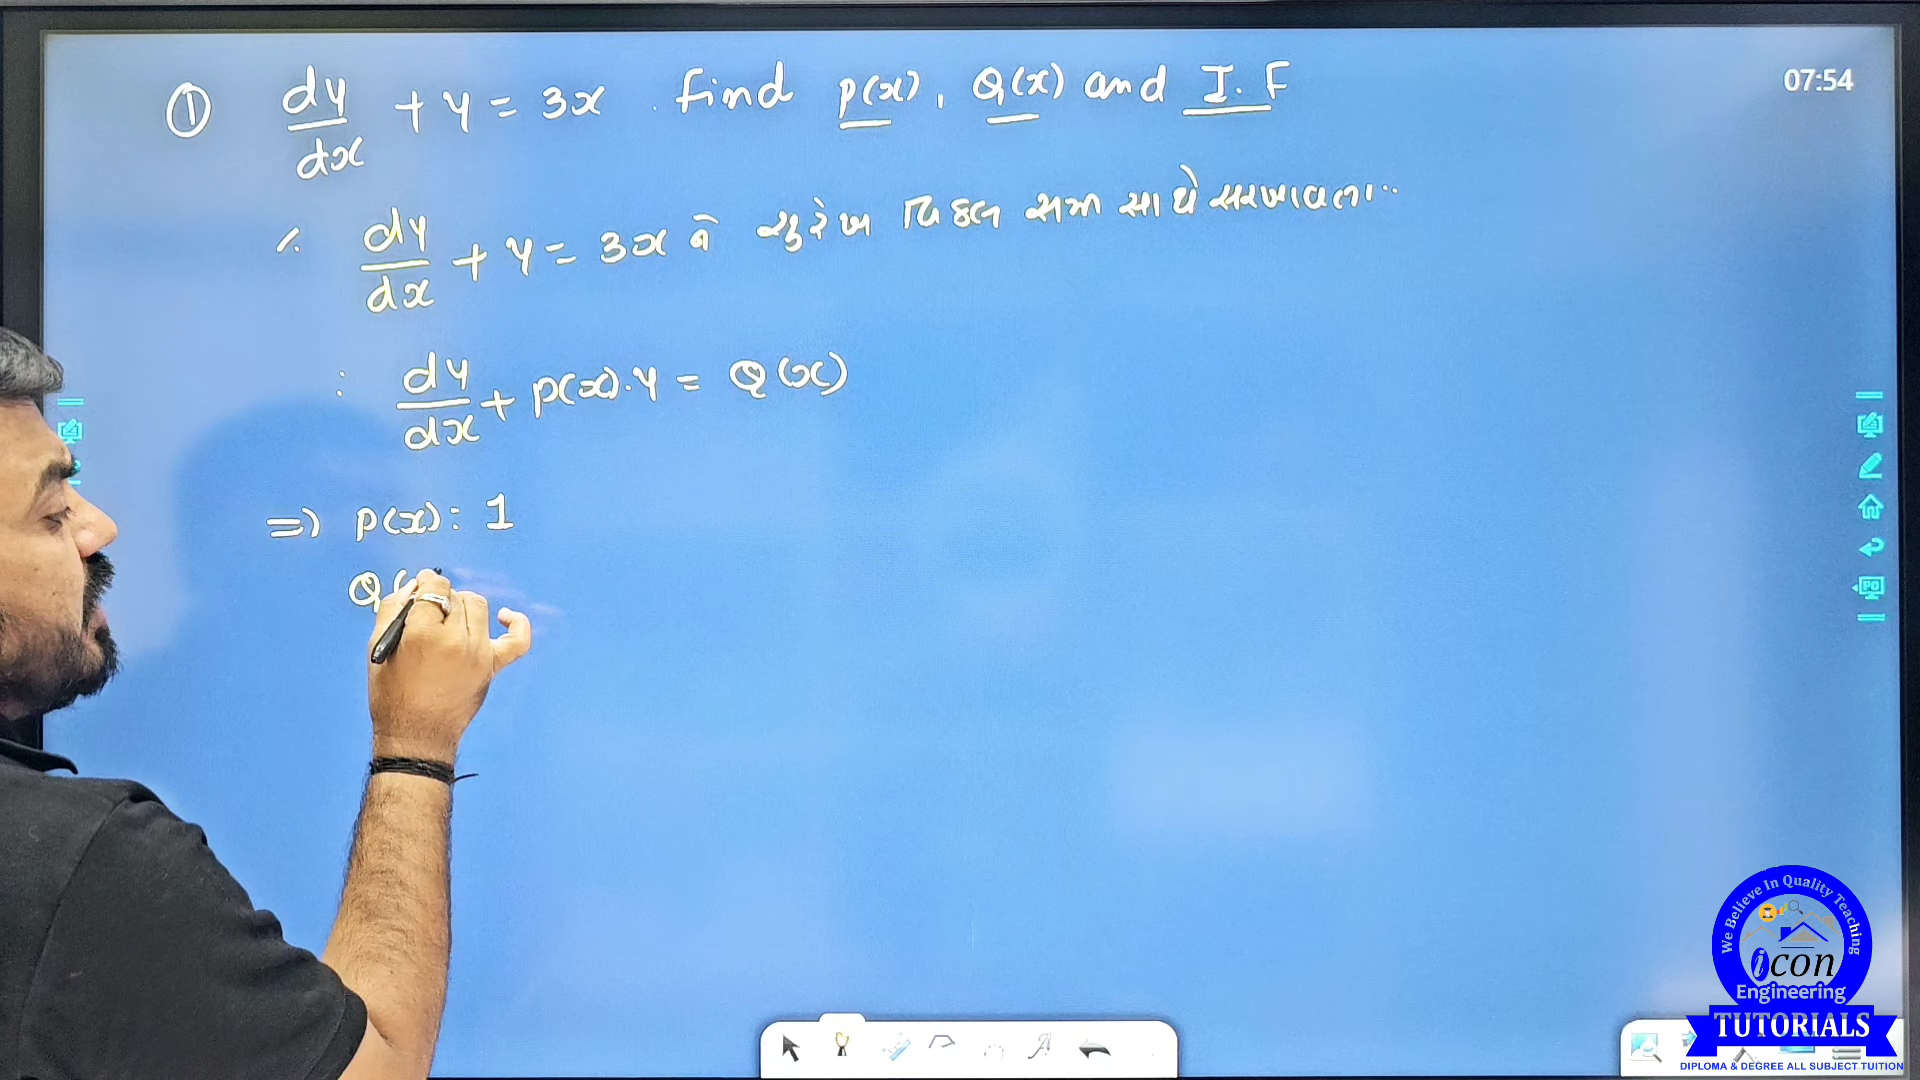 ① dy/dx + y = 3x . find p(x), Q(x) and I.F
07:54
∴ dy/dx + y = 3x ને સુરેખ વિકલ સમી સાથે સરખાવતા..
: dy/dx + p(x).y = Q(x)
=) p(x): 1
Q(
We Believe In Quality Teaching
icon
Engineering
TUTORIALS
DIPLOMA & DEGREE ALL SUBJECT TUITION